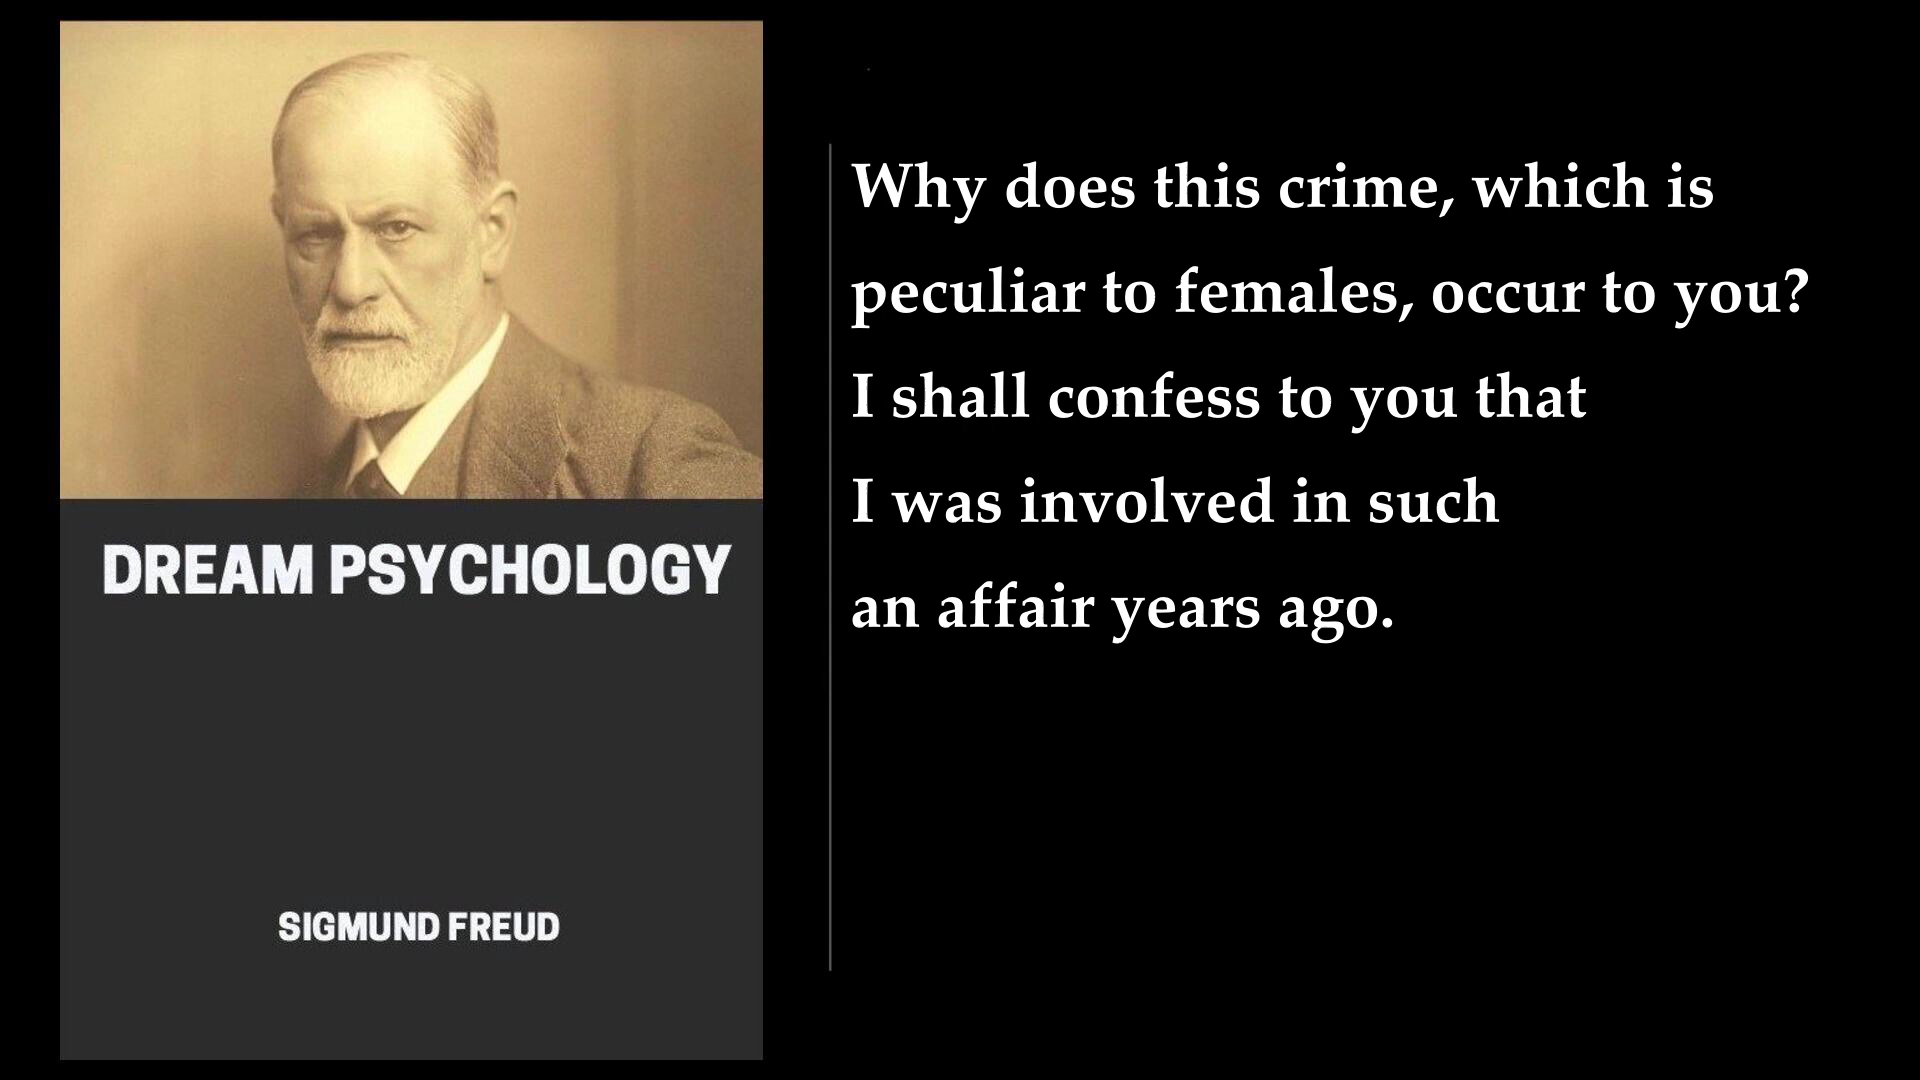 DREAM PSYCHOLOGY
SIGMUND FREUD
Why does this crime, which is
peculiar to females, occur to you?
I shall confess to you that
I was involved in such
an affair years ago.